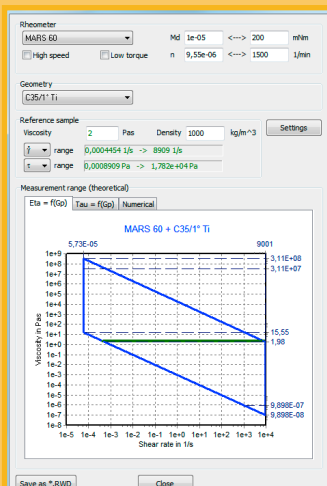 Rheometer
MARS 60
Md 1e-05 <---> 200 mNm
High speed Low torque n 9,55e-06 <---> 1500 1/min
Geometry
C35/1° Ti
Reference sample
Viscosity 2 Pas Density 1000 kg/m^3 Settings
γ̇ range 0,0004454 1/s -> 8909 1/s
τ range 0,0008909 Pa -> 1,782e+04 Pa
Measurement range (theoretical)
Eta = f(Gp) Tau = f(Gp) Numerical
MARS 60 + C35/1° Ti
5,73E-05 9001
1e+9
1e+8 3,11E+08
1e+7 3,11E+07
1e+6
1e+5
1e+4
1e+3
1e+2
1e+1 15,55
1e+0 1,98
1e-1
1e-2
1e-3
1e-4
1e-5
1e-6 9,898E-07
1e-7 9,898E-08
1e-8
Viscosity in Pas
1e-5 1e-4 1e-3 1e-2 1e-1 1e+0 1e+1 1e+2 1e+3 1e+4
Shear rate in 1/s
Save as *.RWD Close